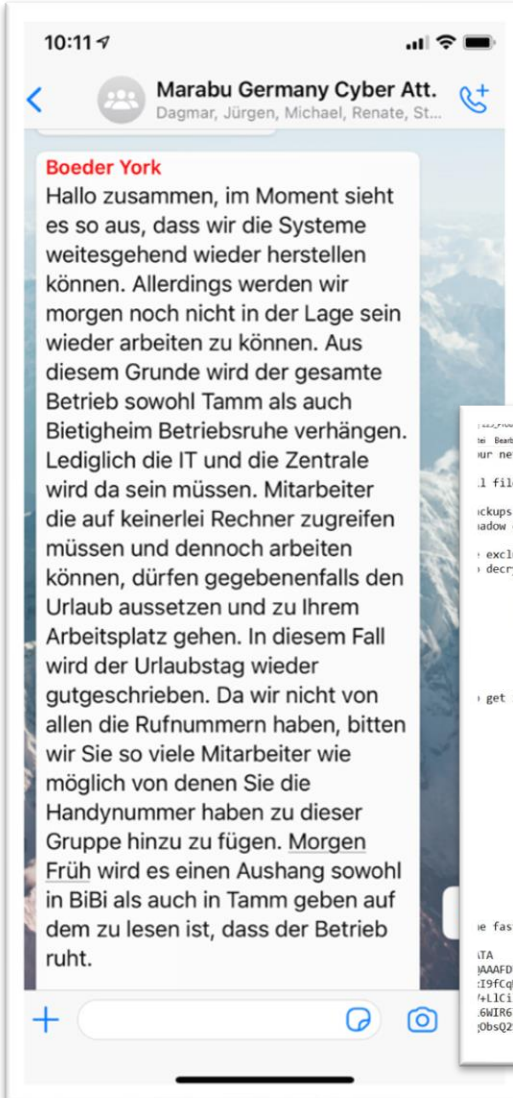 10:11
Marabu Germany Cyber Att.
Dagmar, Jürgen, Michael, Renate, St...
Boeder York
Hallo zusammen, im Moment sieht
es so aus, dass wir die Systeme
weitesgehend wieder herstellen
können. Allerdings werden wir
morgen noch nicht in der Lage sein
wieder arbeiten zu können. Aus
diesem Grunde wird der gesamte
Betrieb sowohl Tamm als auch
Bietigheim Betriebsruhe verhängen.
Lediglich die IT und die Zentrale
wird da sein müssen. Mitarbeiter
die auf keinerlei Rechner zugreifen
müssen und dennoch arbeiten
können, dürfen gegebenenfalls den
Urlaub aussetzen und zu Ihrem
Arbeitsplatz gehen. In diesem Fall
wird der Urlaubstag wieder
gutgeschrieben. Da wir nicht von
allen die Rufnummern haben, bitten
wir Sie so viele Mitarbeiter wie
möglich von denen Sie die
Handynummer haben zu dieser
Gruppe hinzu zu fügen. Morgen
Früh wird es einen Aushang sowohl
in BiBi als auch in Tamm geben auf
dem zu lesen ist, dass der Betrieb
ruht.
get